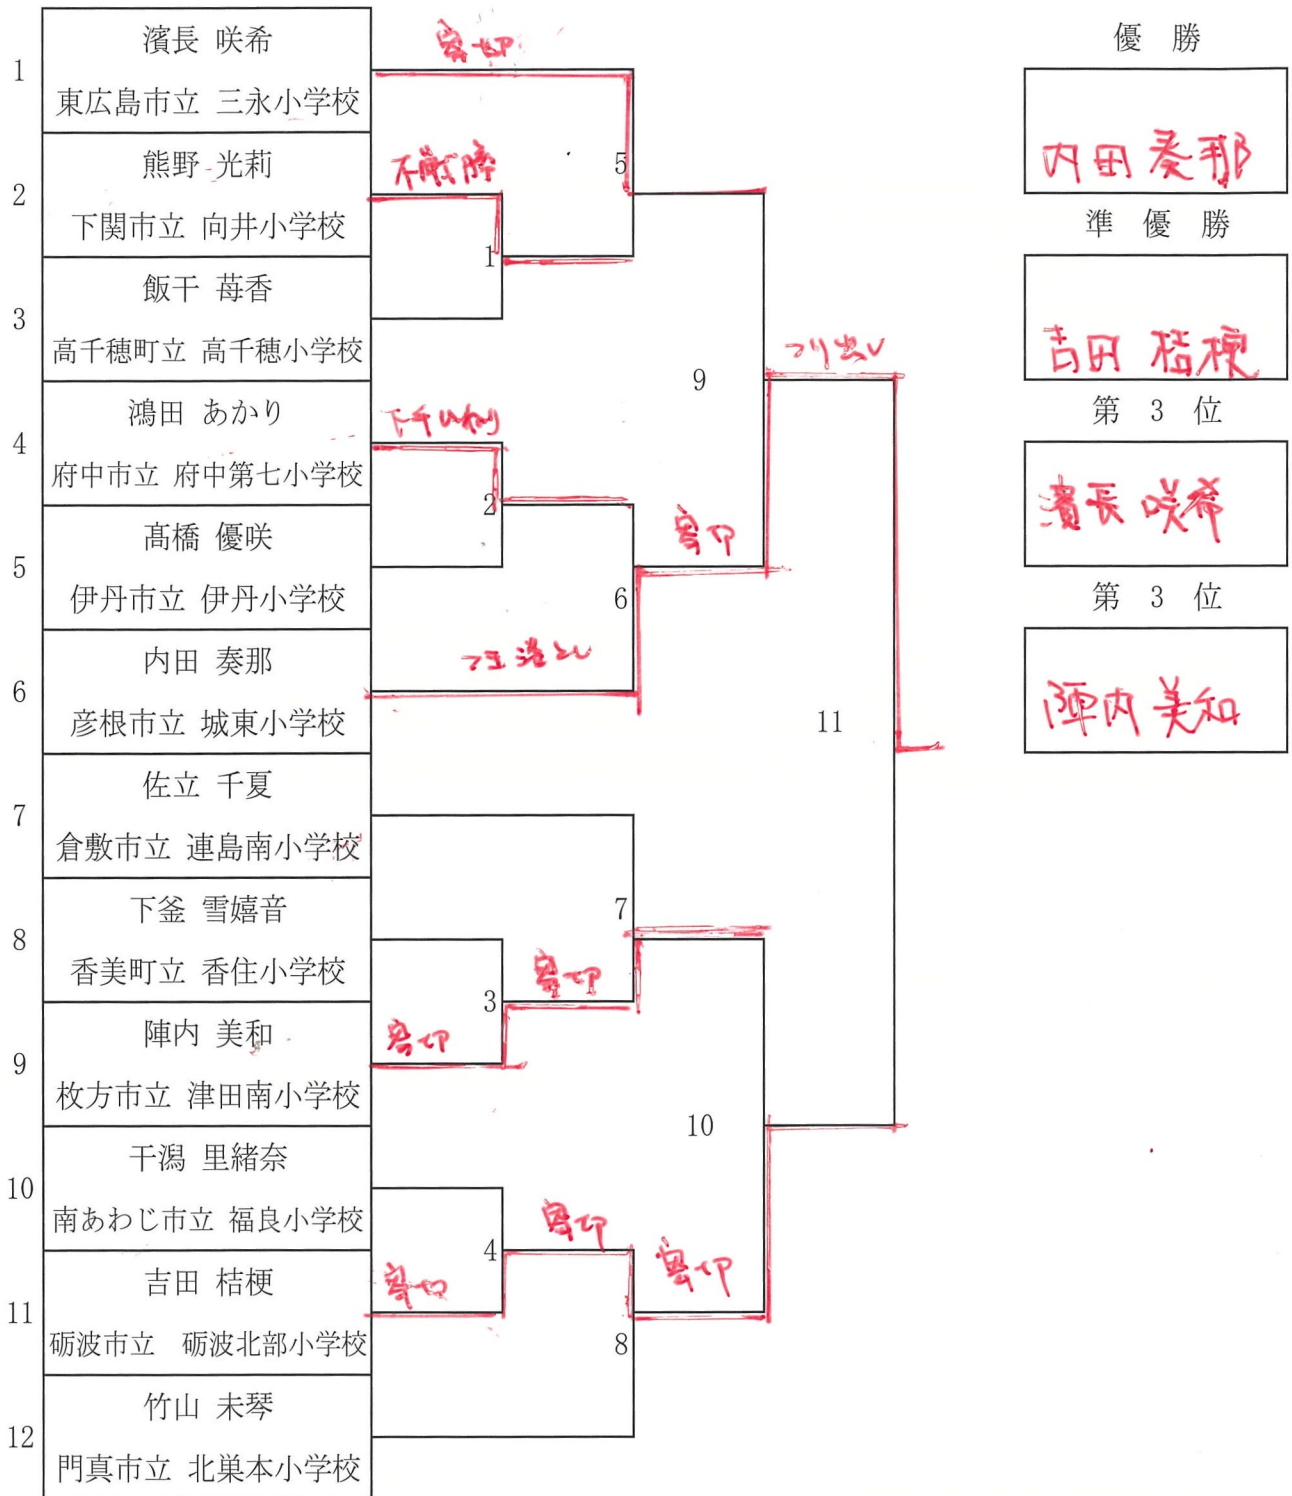 濱長 咲希
1
東広島市立 三永小学校
熊野 光莉
2
下関市立 向井小学校
飯干 苺香
3
高千穂町立 高千穂小学校
鴻田 あかり
4
府中市立 府中第七小学校
髙橋 優咲
5
伊丹市立 伊丹小学校
内田 奏那
6
彦根市立 城東小学校
佐立 千夏
7
倉敷市立 連島南小学校
下釜 雪嬉音
8
香美町立 香住小学校
陣内 美和
9
枚方市立 津田南小学校
干潟 里緒奈
10
南あわじ市立 福良小学校
吉田 桔梗
11
砺波市立 砺波北部小学校
竹山 未琴
12
門真市立 北巣本小学校
寄切
不戦勝
1
5
下手ひねり
2
6
9
寄切
つり出し
11
7
寄切
3
寄切
10
寄切
4
寄切
寄切
8
優 勝
内田 奏那
準 優 勝
吉田 桔梗
第 3 位
濱長 咲希
第 3 位
陣内 美和